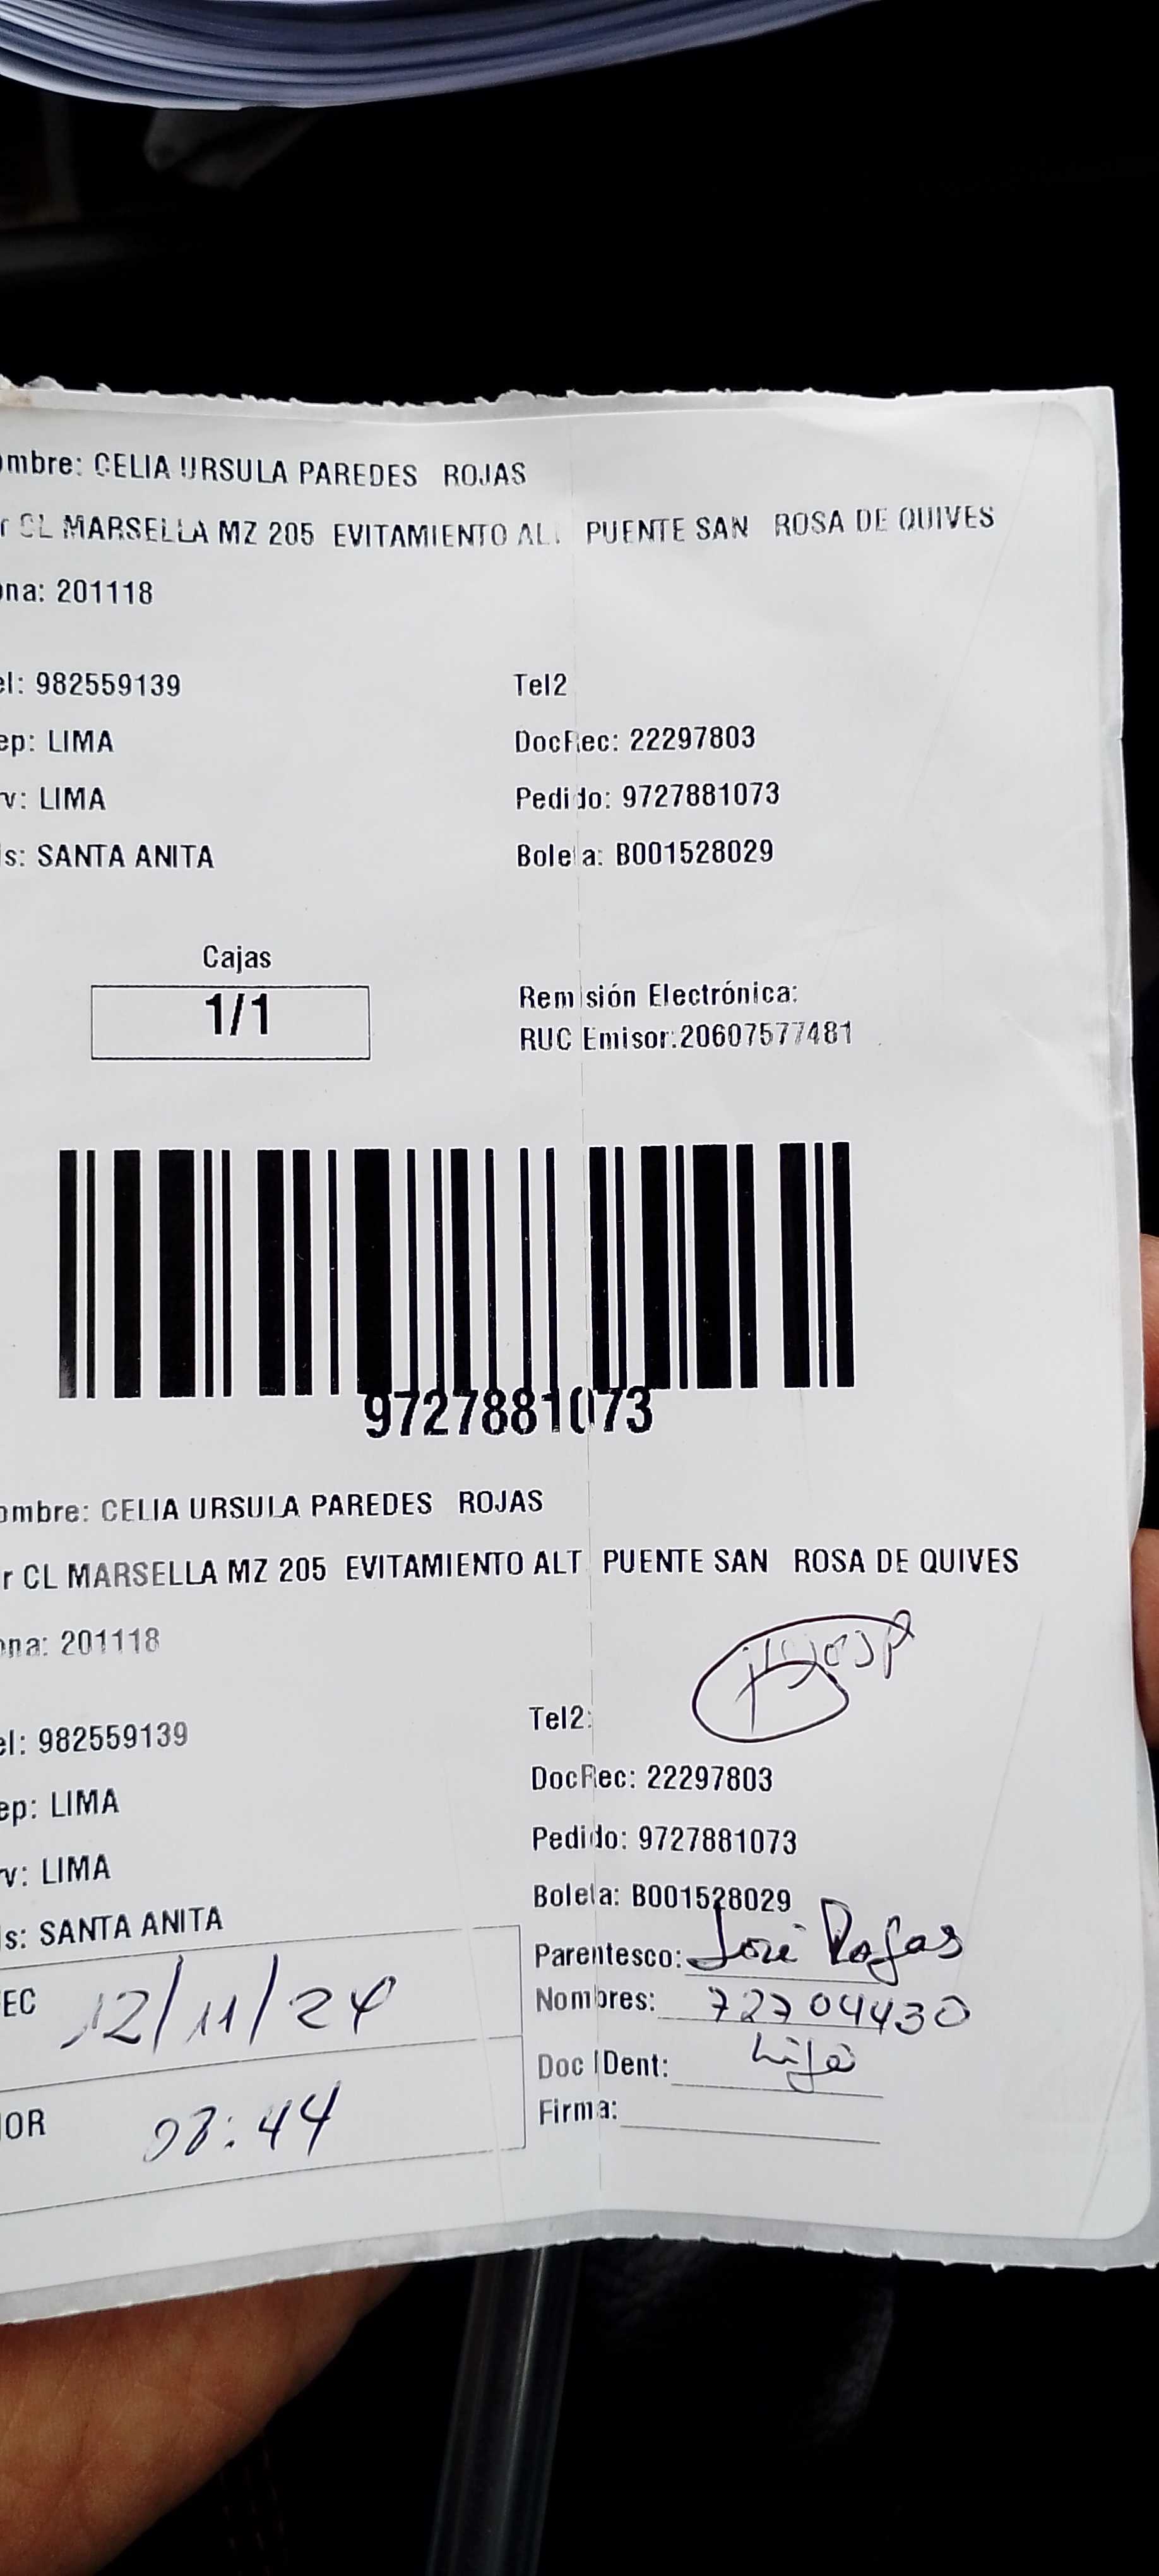 ombre: CELIA URSULA PAREDES ROJAS
r CL MARSELLA MZ 205 EVITAMIENTO AL. PUENTE SAN ROSA DE QUIVES
ona: 201118
el: 982559139 Tel2
ep: LIMA DocRec: 22297803
v: LIMA Pedido: 9727881073
s: SANTA ANITA Boleta: B001528029
Cajas
1/1
Remisión Electrónica:
RUC Emisor:20607577481
9727881073
ombre: CELIA URSULA PAREDES ROJAS
r CL MARSELLA MZ 205 EVITAMIENTO ALT PUENTE SAN ROSA DE QUIVES
ona: 201118
el: 982559139 Tel2:
ep: LIMA DocRec: 22297803
v: LIMA Pedido: 9727881073
s: SANTA ANITA Boleta: B001528029
EC 12/11/24
OR 08:44
Parentesco: José Rojas
Nombres: 72704430
Doc IDent: hijo
Firma: